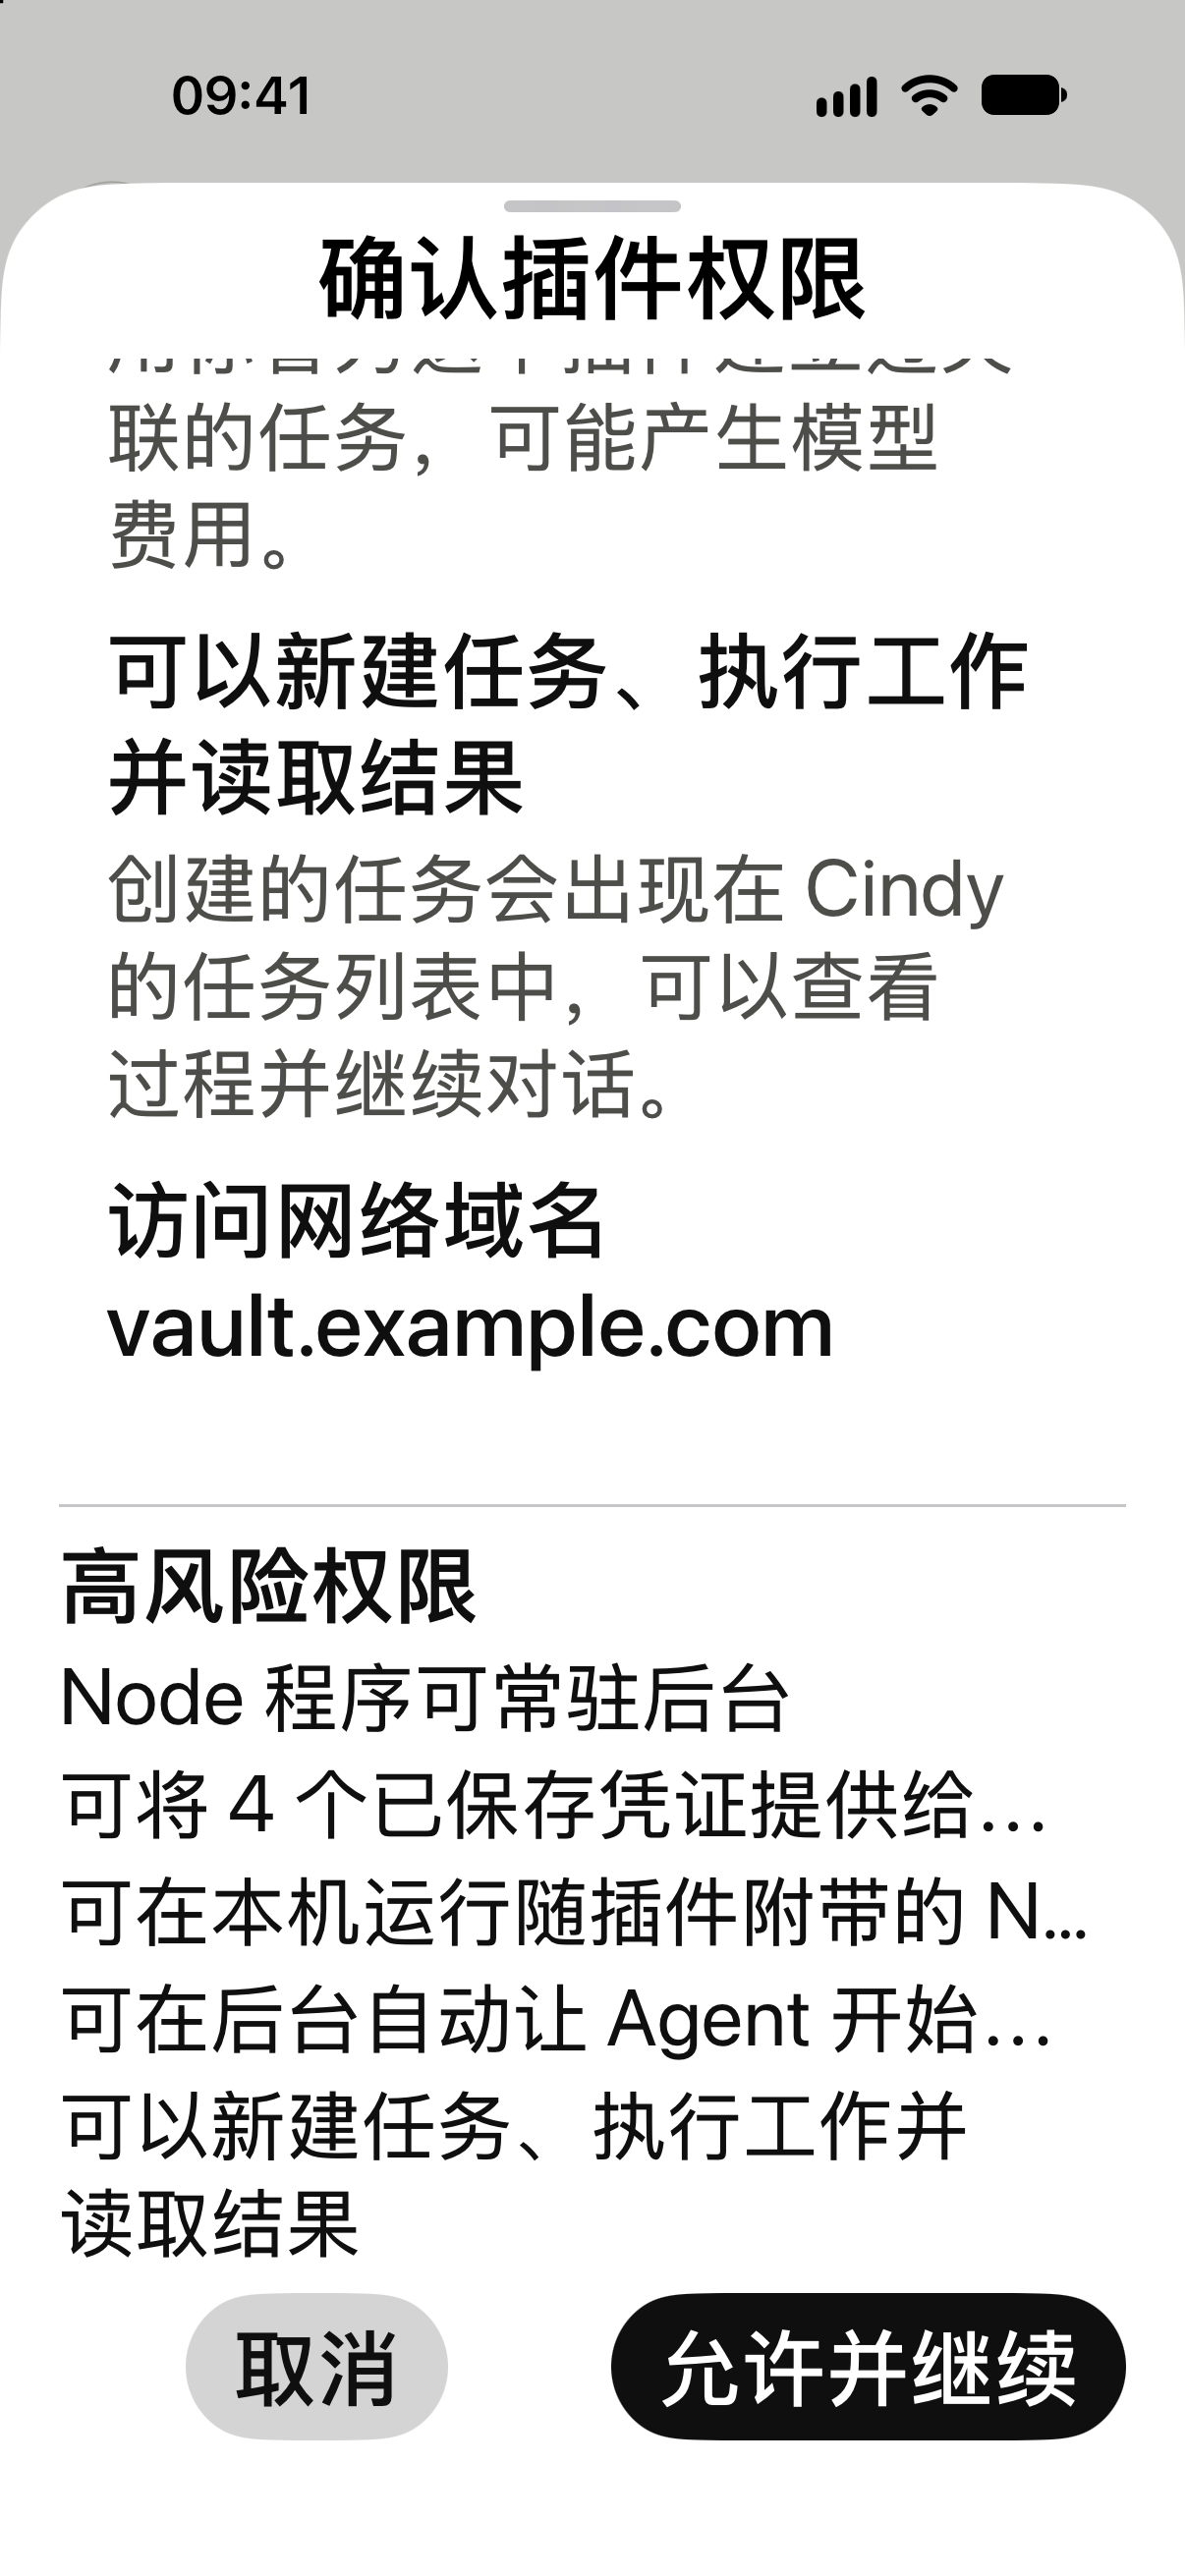 09:41
确认插件权限
联的任务，可能产生模型
费用。
可以新建任务、执行工作
并读取结果
创建的任务会出现在 Cindy
的任务列表中，可以查看
过程并继续对话。
访问网络域名
vault.example.com
高风险权限
Node 程序可常驻后台
可将 4 个已保存凭证提供给…
可在本机运行随插件附带的 N...
可在后台自动让 Agent 开始…
可以新建任务、执行工作并
读取结果
取消
允许并继续